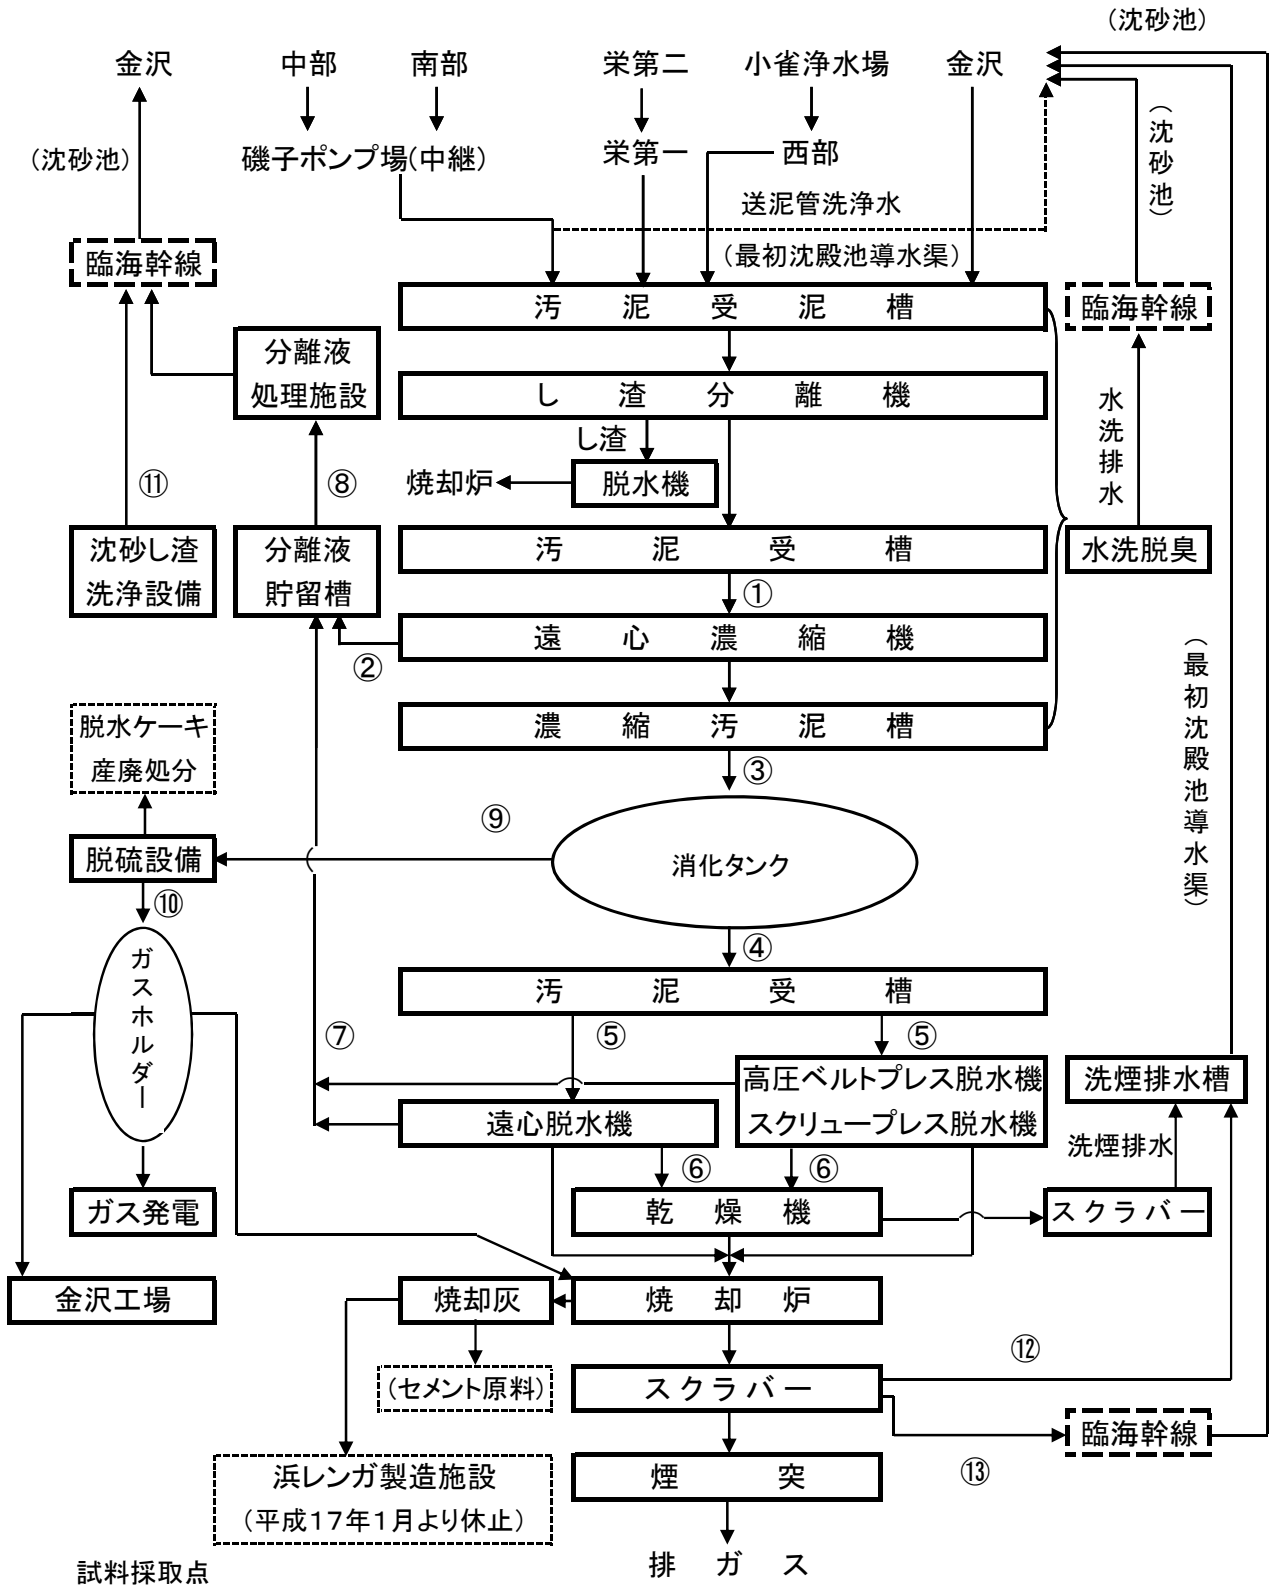 （沈砂池）
金沢
中部
南部
栄第二
小雀浄水場
金沢
（沈砂池）
磯子ポンプ場(中継）
栄第一
西部
（沈砂池）
送泥管洗浄水
（最初沈殿池導水渠）
臨海幹線
汚泥受泥槽
臨海幹線
分離液
処理施設
し渣分離機
水洗排水
し渣
焼却炉
脱水機
⑪
⑧
沈砂し渣
洗浄設備
分離液
貯留槽
汚泥受槽
水洗脱臭
①
遠心濃縮機
②
（最初沈殿池導水渠）
脱水ケーキ
産廃処分
濃縮汚泥槽
③
⑨
脱硫設備
消化タンク
⑩
④
ガスホルダー
汚泥受槽
⑦
⑤
⑤
高圧ベルトプレス脱水機
スクリュープレス脱水機
洗煙排水槽
遠心脱水機
洗煙排水
⑥
⑥
ガス発電
乾燥機
スクラバー
金沢工場
焼却灰
焼却炉
⑫
（セメント原料）
スクラバー
臨海幹線
⑬
浜レンガ製造施設
（平成１７年１月より休止）
煙突
排ガス
試料採取点